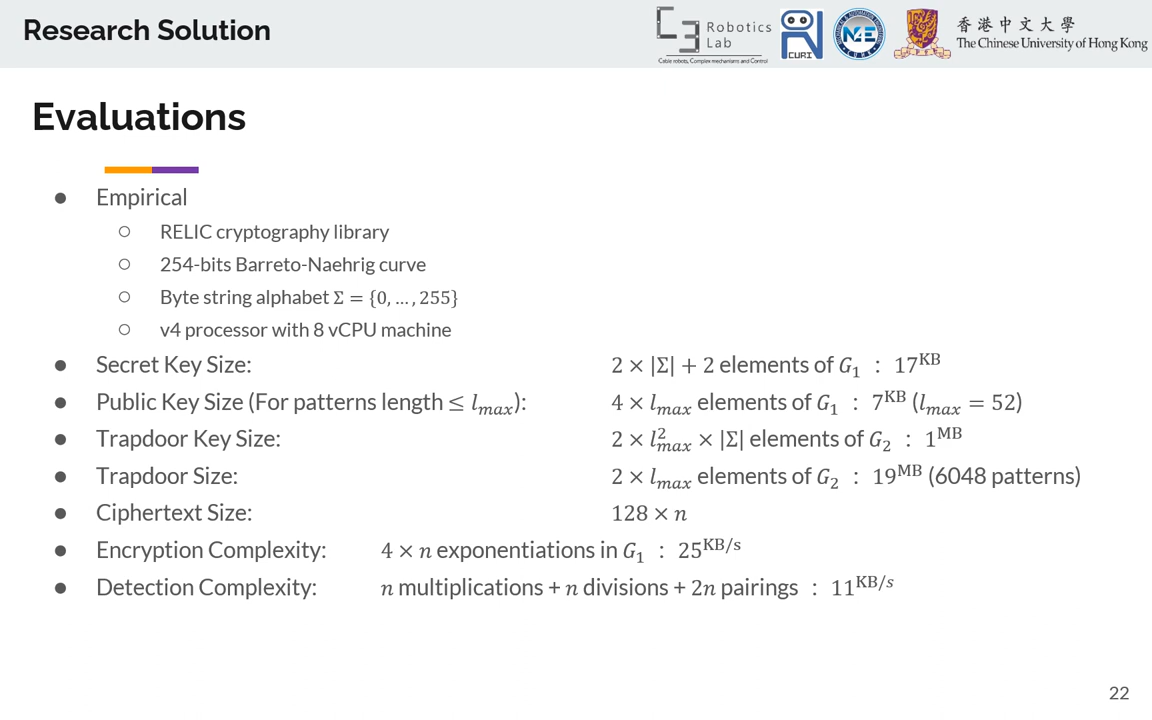 Research Solution
Robotics
Lab
Cable robots, Complex mechanisms and Control
CURI
香港中文大學
The Chinese University of Hong Kong
Evaluations
● Empirical
○ RELIC cryptography library
○ 254-bits Barreto-Naehrig curve
○ Byte string alphabet Σ = {0, … , 255}
○ v4 processor with 8 vCPU machine
● Secret Key Size: 2 × |Σ| + 2 elements of G₁ : 17ᴷᴮ
● Public Key Size (For patterns length ≤ l_max): 4 × l_max elements of G₁ : 7ᴷᴮ (l_max = 52)
● Trapdoor Key Size: 2 × l²_max × |Σ| elements of G₂ : 1ᴹᴮ
● Trapdoor Size: 2 × l_max elements of G₂ : 19ᴹᴮ (6048 patterns)
● Ciphertext Size: 128 × n
● Encryption Complexity: 4 × n exponentiations in G₁ : 25ᴷᴮ/ˢ
● Detection Complexity: n multiplications + n divisions + 2n pairings : 11ᴷᴮ/ˢ
22